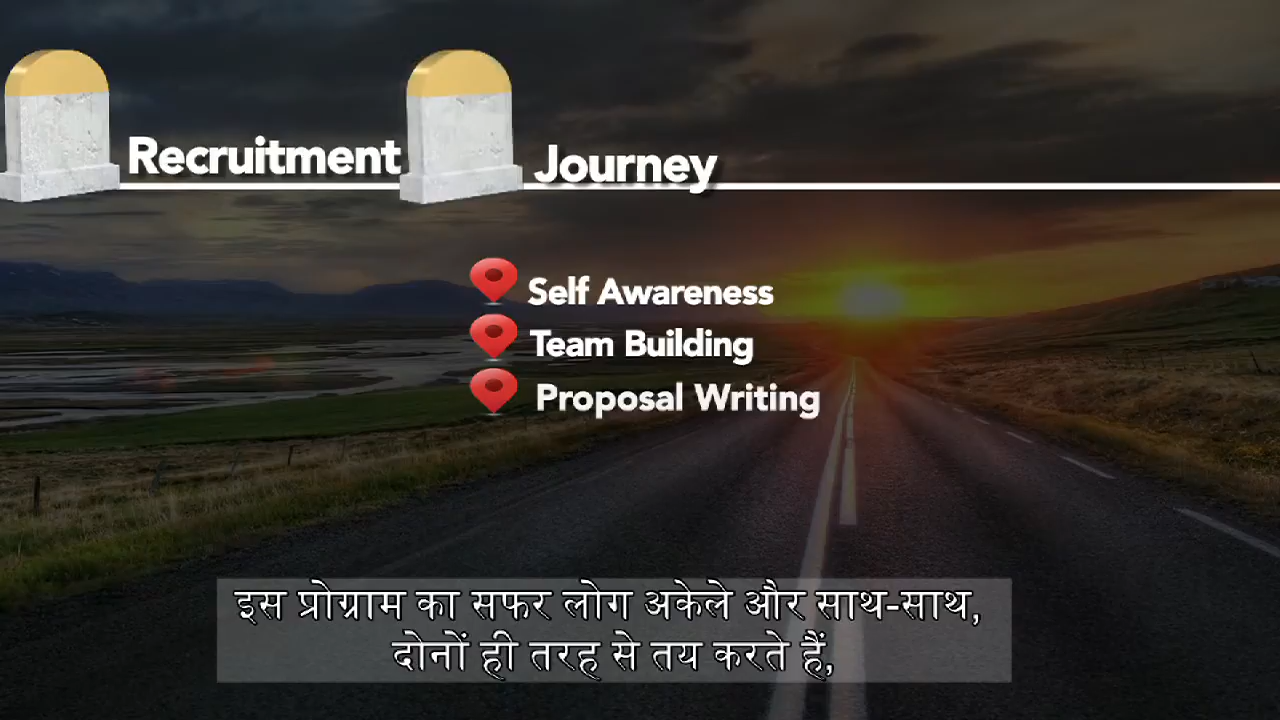 Recruitment
Journey
Self Awareness
Team Building
Proposal Writing
इस प्रोग्राम का सफर लोग अकेले और साथ-साथ,
दोनों ही तरह से तय करते हैं,